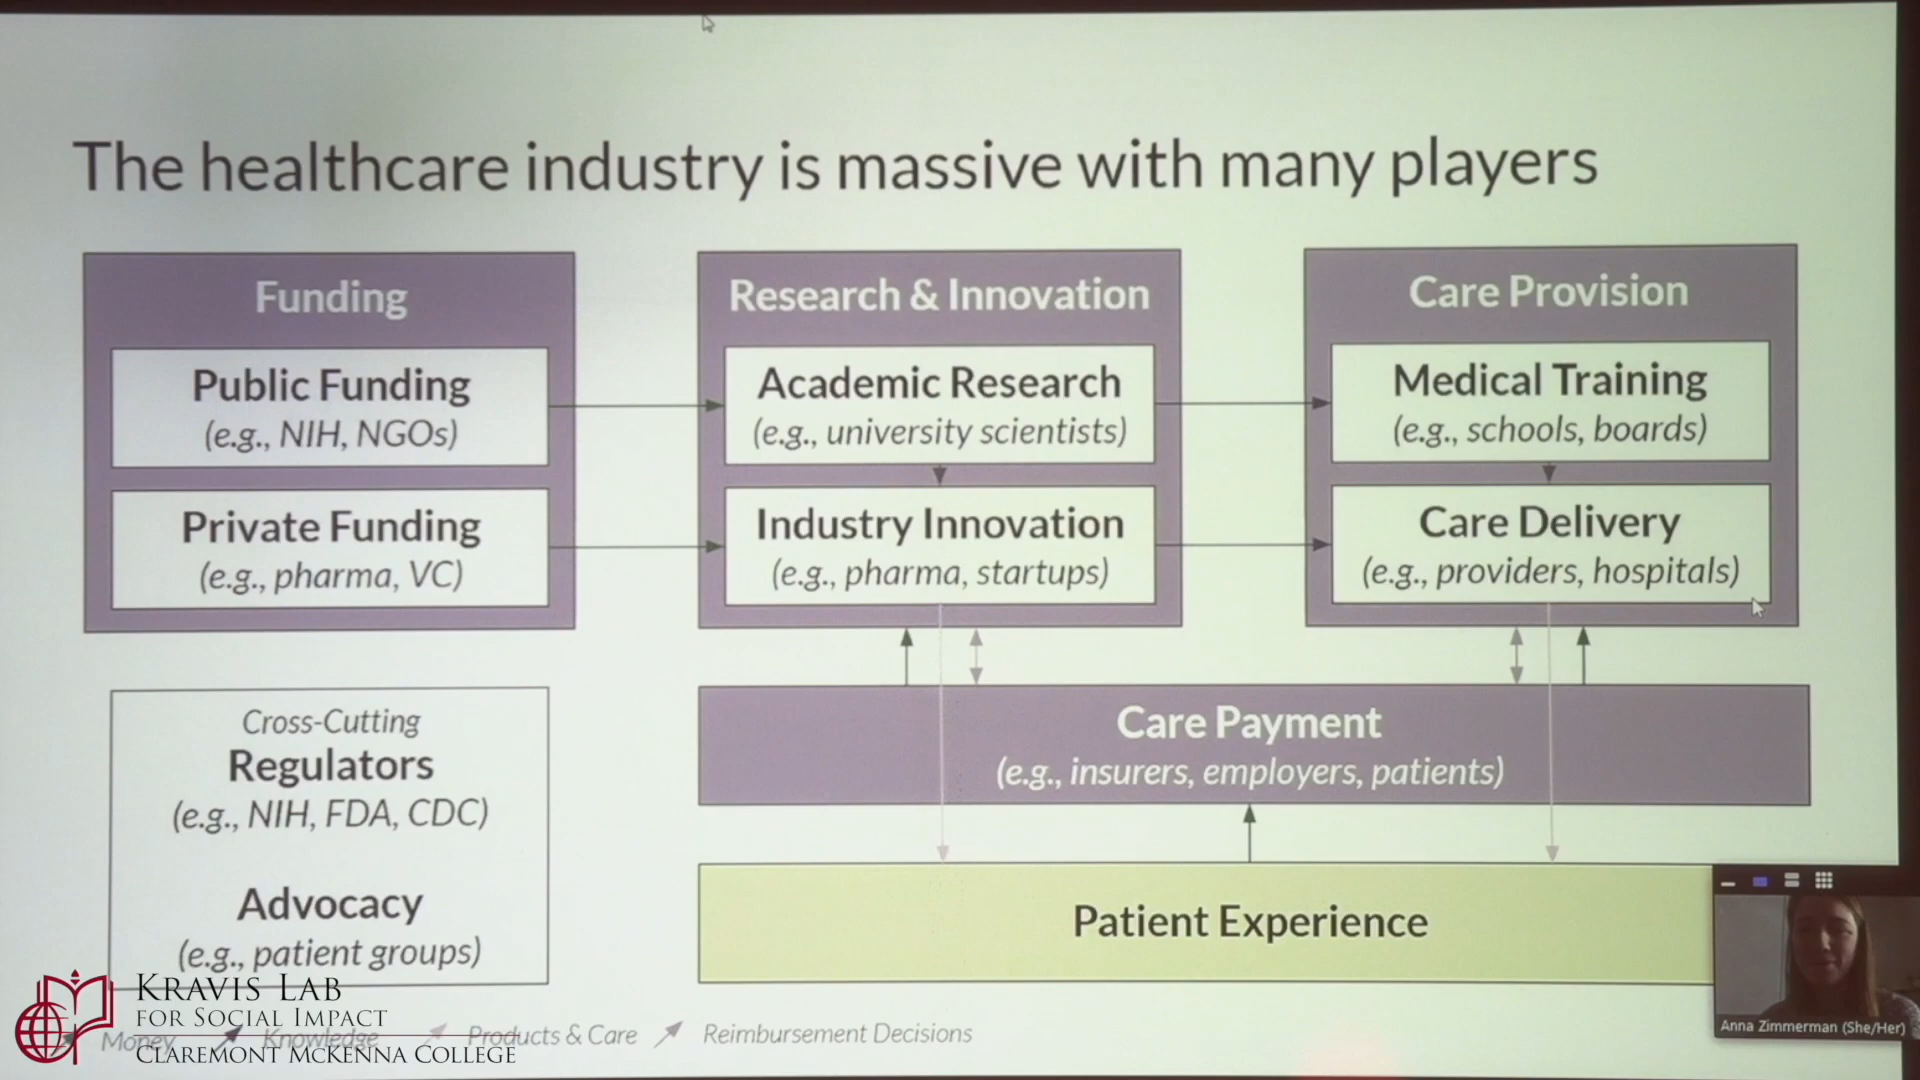 The healthcare industry is massive with many players
Funding
Public Funding
(e.g., NIH, NGOs)
Private Funding
(e.g., pharma, VC)
Research & Innovation
Academic Research
(e.g., university scientists)
Industry Innovation
(e.g., pharma, startups)
Care Provision
Medical Training
(e.g., schools, boards)
Care Delivery
(e.g., providers, hospitals)
Cross-Cutting
Regulators
(e.g., NIH, FDA, CDC)
Advocacy
(e.g., patient groups)
Care Payment
(e.g., insurers, employers, patients)
Patient Experience
Money Knowledge Products & Care Reimbursement Decisions
KRAVIS LAB
FOR SOCIAL IMPACT
CLAREMONT MCKENNA COLLEGE
Anna Zimmerman (She/Her)